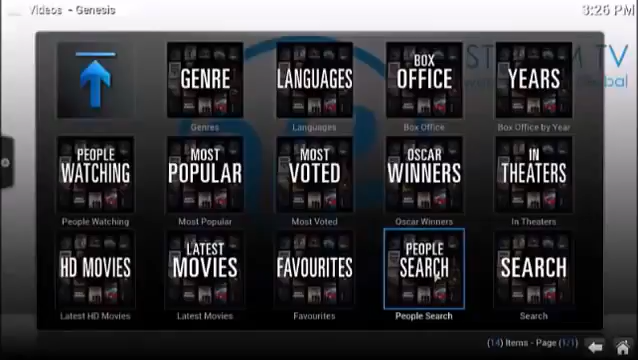 Videos - Genesis
3:26 PM
GENRE
LANGUAGES
BOX
OFFICE
YEARS
Genres
Languages
Box Office
Box Office by Year
PEOPLE
WATCHING
MOST
POPULAR
MOST
VOTED
OSCAR
WINNERS
IN
THEATERS
People Watching
Most Popular
Most Voted
Oscar Winners
In Theaters
HD MOVIES
LATEST
MOVIES
FAVOURITES
PEOPLE
SEARCH
SEARCH
Latest HD Movies
Latest Movies
Favourites
People Search
Search
(14) Items - Page (1/1)